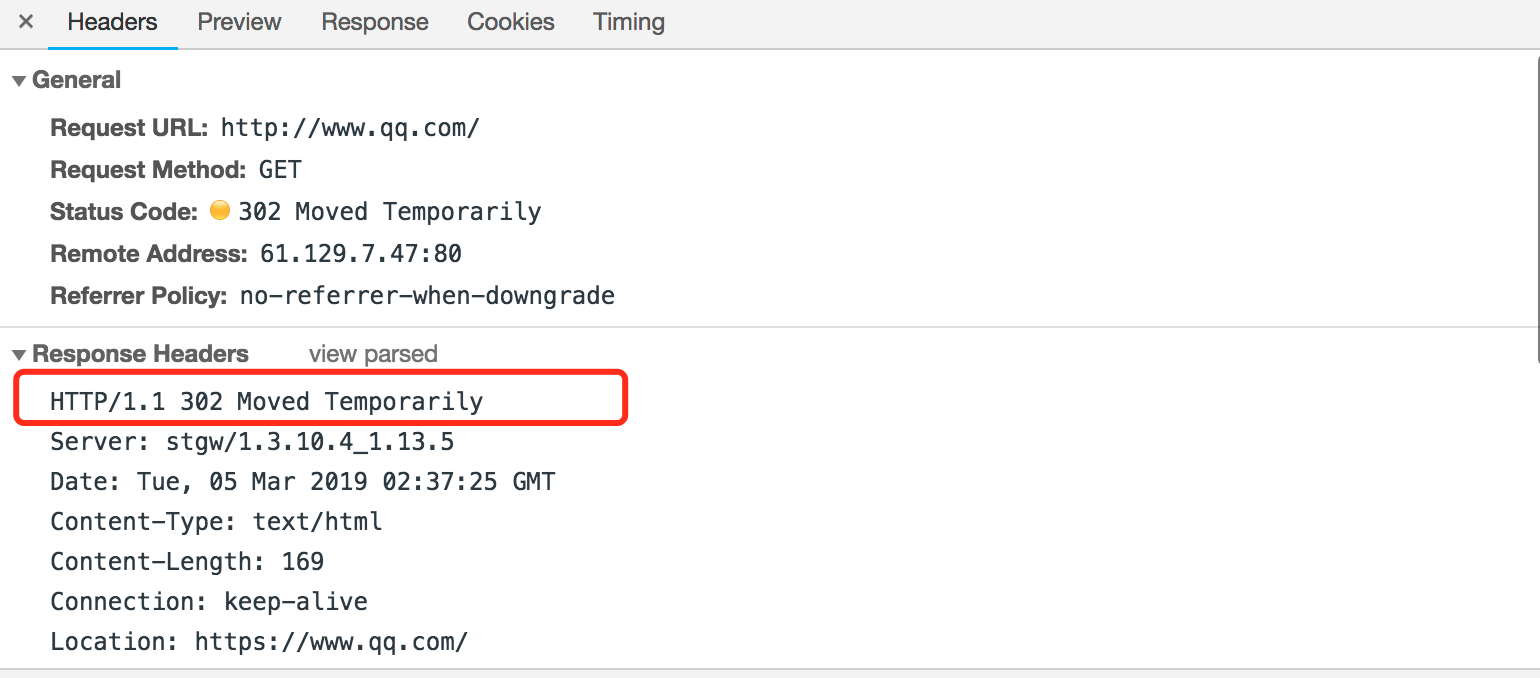 × Headers Preview Response Cookies Timing
▼ General
Request URL: http://www.qq.com/
Request Method: GET
Status Code: 302 Moved Temporarily
Remote Address: 61.129.7.47:80
Referrer Policy: no-referrer-when-downgrade
▼ Response Headers view parsed
HTTP/1.1 302 Moved Temporarily
Server: stgw/1.3.10.4_1.13.5
Date: Tue, 05 Mar 2019 02:37:25 GMT
Content-Type: text/html
Content-Length: 169
Connection: keep-alive
Location: https://www.qq.com/